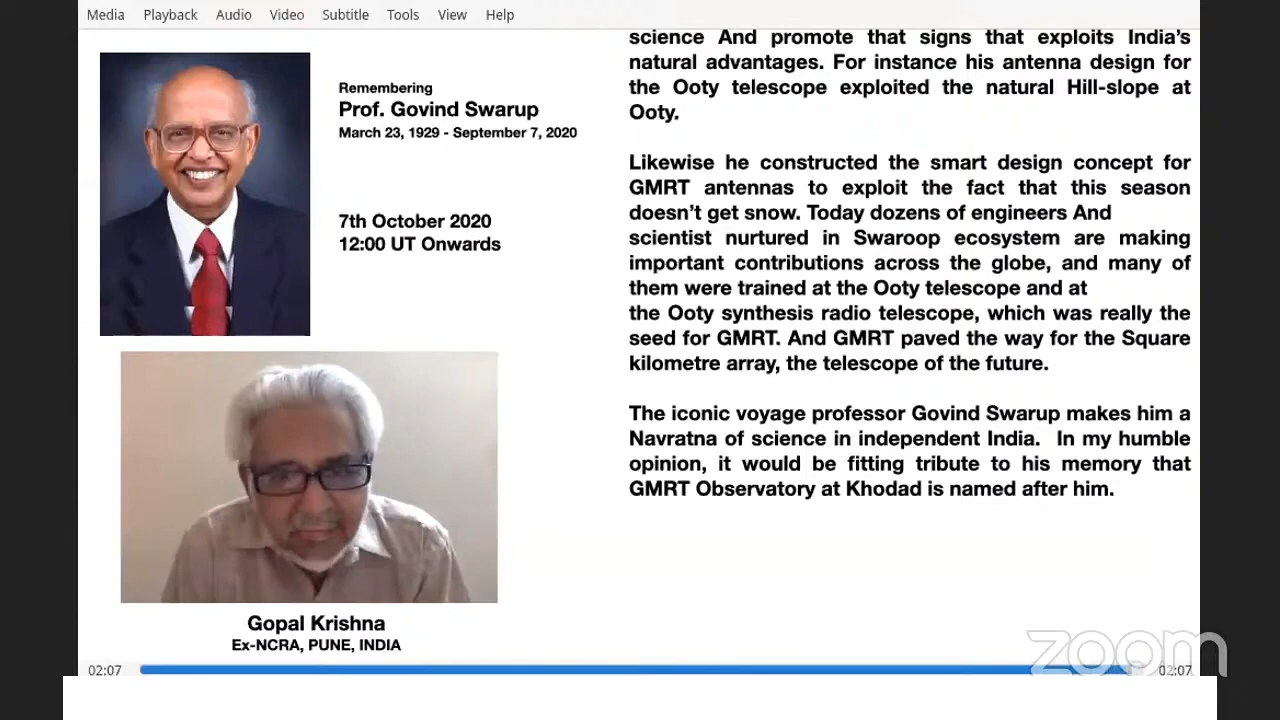 Media Playback Audio Video Subtitle Tools View Help
Remembering
Prof. Govind Swarup
March 23, 1929 - September 7, 2020
7th October 2020
12:00 UT Onwards
Gopal Krishna
Ex-NCRA, PUNE, INDIA
science And promote that signs that exploits India's
natural advantages. For instance his antenna design for
the Ooty telescope exploited the natural Hill-slope at
Ooty.
Likewise he constructed the smart design concept for
GMRT antennas to exploit the fact that this season
doesn't get snow. Today dozens of engineers And
scientist nurtured in Swaroop ecosystem are making
important contributions across the globe, and many of
them were trained at the Ooty telescope and at
the Ooty synthesis radio telescope, which was really the
seed for GMRT. And GMRT paved the way for the Square
kilometre array, the telescope of the future.
The iconic voyage professor Govind Swarup makes him a
Navratna of science in independent India. In my humble
opinion, it would be fitting tribute to his memory that
GMRT Observatory at Khodad is named after him.
02:07 02:07
zoom